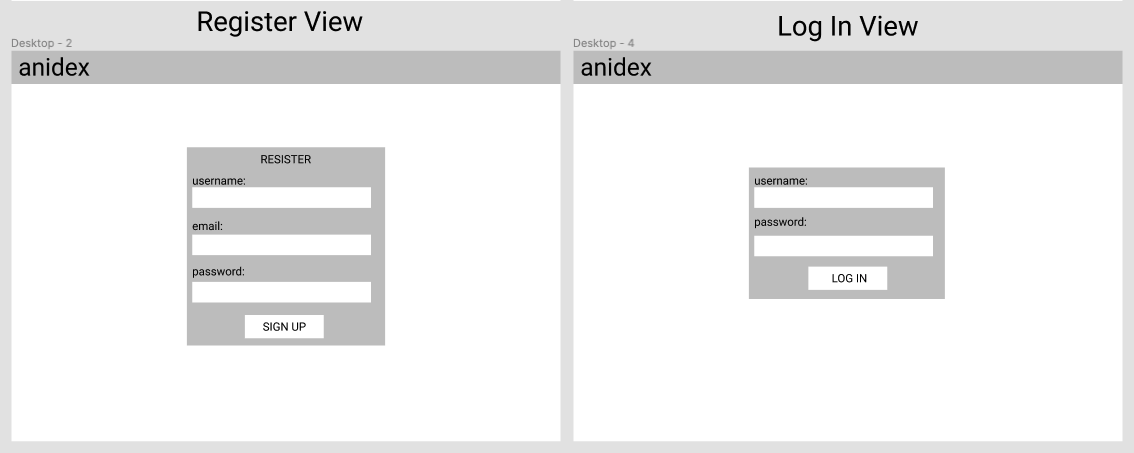 Register View
Desktop - 2
anidex
RESISTER
username:
email:
password:
SIGN UP
Log In View
Desktop - 4
anidex
username:
password:
LOG IN